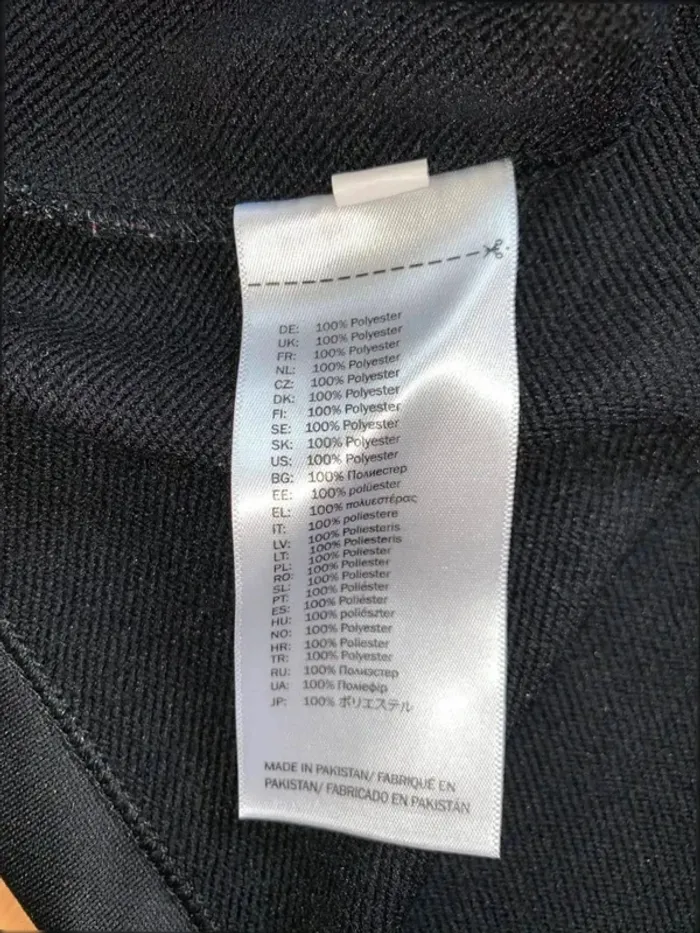 DE: 100% Polyester
UK: 100% Polyester
FR: 100% Polyester
NL: 100% Polyester
CZ: 100% Polyester
DK: 100% Polyester
FI: 100% Polyester
SE: 100% Polyester
SK: 100% Polyester
US: 100% Polyester
BG: 100% Полиестер
EE: 100% polüester
EL: 100% πολυεστέρας
IT: 100% poliestere
LV: 100% Poliesteris
LT: 100% Poliesteris
PL: 100% Poliester
RO: 100% Poliester
SL: 100% Poliester
PT: 100% Poliéster
ES: 100% Poliéster
HU: 100% poliészter
NO: 100% Polyester
HR: 100% Poliester
TR: 100% Polyester
RU: 100% Полиэстер
UA: 100% Поліефір
JP: 100% ポリエステル
MADE IN PAKISTAN/ FABRIQUÉ EN
PAKISTAN/ FABRICADO EN PAKISTÁN